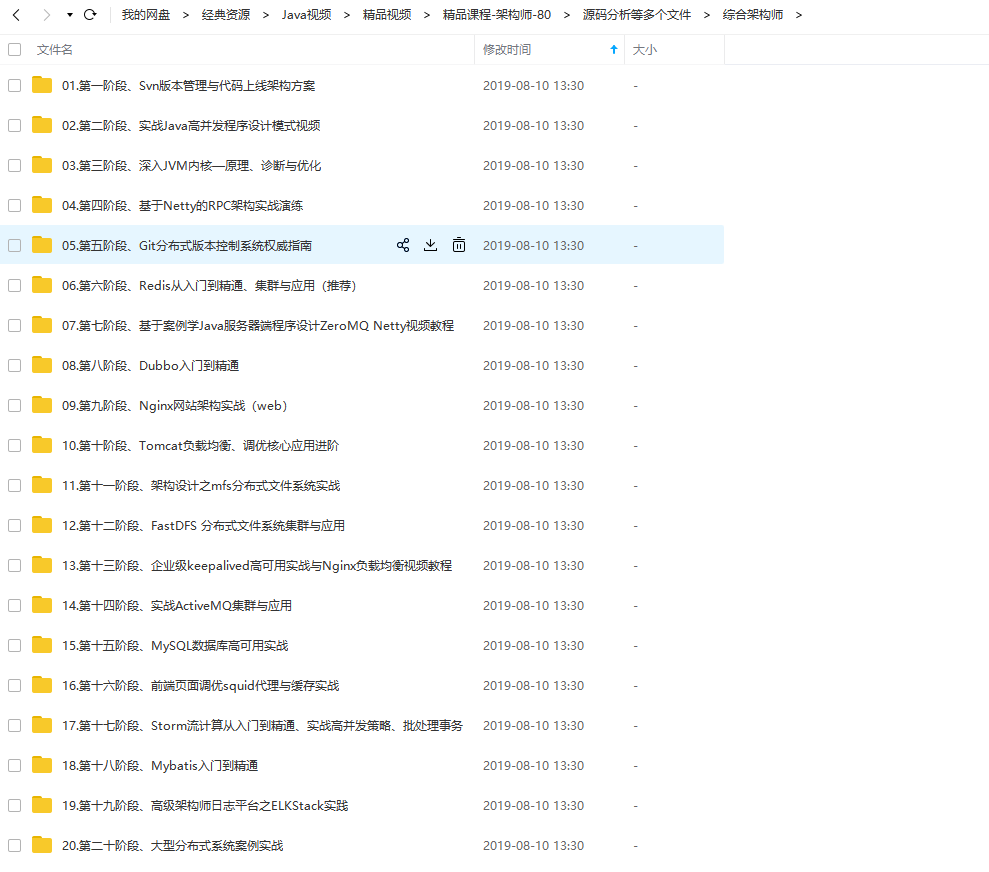 我的网盘 > 经典资源 > Java视频 > 精品视频 > 精品课程-架构师-80 > 源码分析等多个文件 > 综合架构师 >
文件名 修改时间 大小
01.第一阶段、Svn版本管理与代码上线架构方案 2019-08-10 13:30 -
02.第二阶段、实战Java高并发程序设计模式视频 2019-08-10 13:30 -
03.第三阶段、深入JVM内核—原理、诊断与优化 2019-08-10 13:30 -
04.第四阶段、基于Netty的RPC架构实战演练 2019-08-10 13:30 -
05.第五阶段、Git分布式版本控制系统权威指南 2019-08-10 13:30 -
06.第六阶段、Redis从入门到精通、集群与应用（推荐） 2019-08-10 13:30 -
07.第七阶段、基于案例学Java服务器端程序设计ZeroMQ Netty视频教程 2019-08-10 13:30 -
08.第八阶段、Dubbo入门到精通 2019-08-10 13:30 -
09.第九阶段、Nginx网站架构实战（web） 2019-08-10 13:30 -
10.第十阶段、Tomcat负载均衡、调优核心应用进阶 2019-08-10 13:30 -
11.第十一阶段、架构设计之mfs分布式文件系统实战 2019-08-10 13:30 -
12.第十二阶段、FastDFS 分布式文件系统集群与应用 2019-08-10 13:30 -
13.第十三阶段、企业级keepalived高可用实战与Nginx负载均衡视频教程 2019-08-10 13:30 -
14.第十四阶段、实战ActiveMQ集群与应用 2019-08-10 13:30 -
15.第十五阶段、MySQL数据库高可用实战 2019-08-10 13:30 -
16.第十六阶段、前端页面调优squid代理与缓存实战 2019-08-10 13:30 -
17.第十七阶段、Storm流计算从入门到精通、实战高并发策略、批处理事务 2019-08-10 13:30 -
18.第十八阶段、Mybatis入门到精通 2019-08-10 13:30 -
19.第十九阶段、高级架构师日志平台之ELKStack实践 2019-08-10 13:30 -
20.第二十阶段、大型分布式系统案例实战 2019-08-10 13:30 -